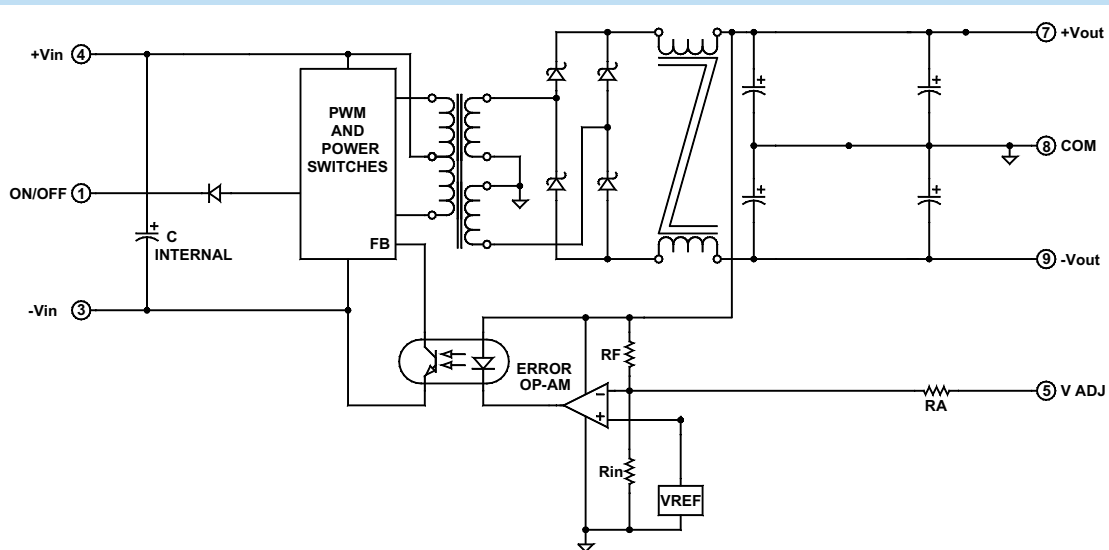 +Vin 4
7 +Vout
PWM
AND
POWER
SWITCHES
8 COM
ON/OFF 1
+
C
INTERNAL
FB
+
+
+
+
9 -Vout
-Vin 3
RF
ERROR
OP-AM
−
+
RA
5 V ADJ
Rin
VREF